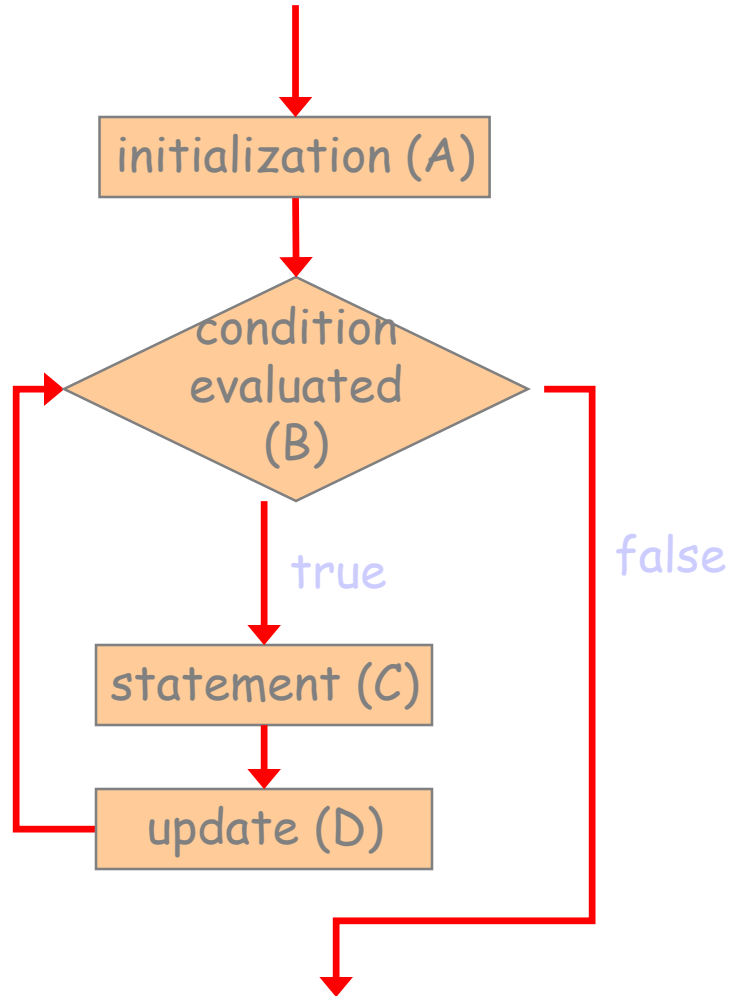 initialization (A)
condition
evaluated
(B)
true
false
statement (C)
update (D)